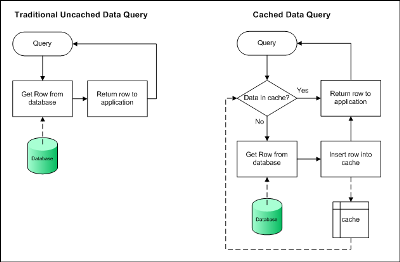 Traditional Uncached Data Query
Query
Get Row from
database
Return row to
application
Database
Cached Data Query
Query
Data in cache?
Yes
Return row to
application
No
Get Row from
database
Insert row into
cache
Database
cache